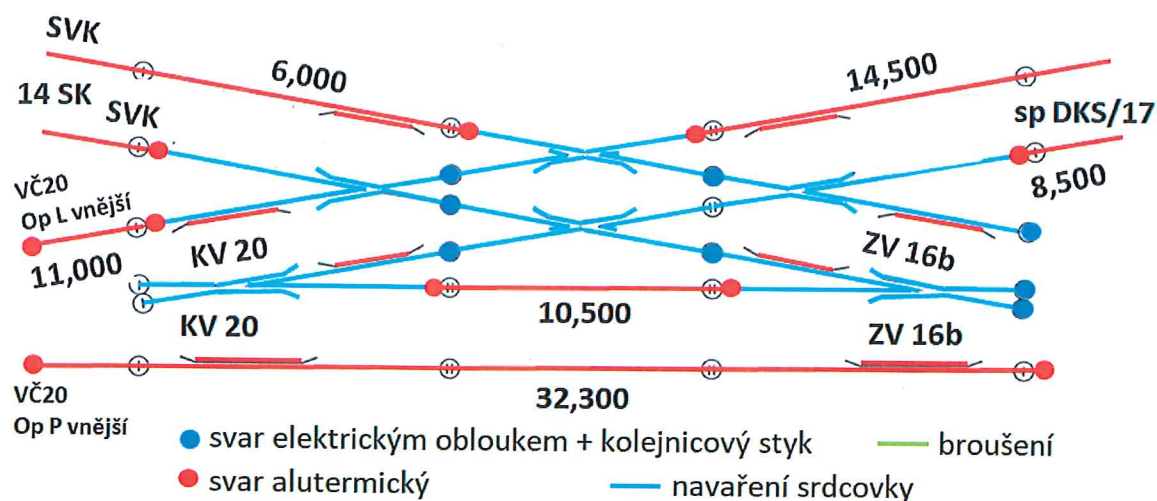 SVK
6,000
14,500
14 SK
SVK
sp DKS/17
VČ20
Op L vnější
8,500
11,000
KV 20
ZV 16b
KV 20
10,500
ZV 16b
VČ20
Op P vnější
32,300
svar elektrickým obloukem + kolejnicový styk
broušení
svar alutermický
navaření srdcovky